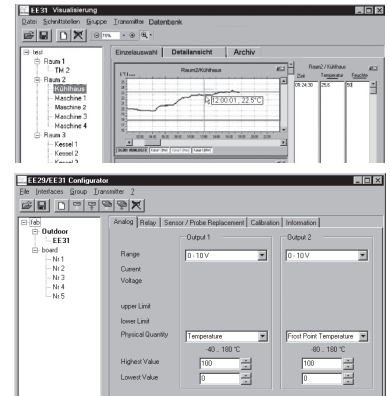 EE31 Visualisierung
Datei Schnittstellen Gruppe Transmitter Datenbank
test
Raum 1
TM 2
Raum 2
Kühlhaus
Maschine 1
Maschine 2
Maschine 3
Maschine 4
Raum 3
Kessel 1
Kessel 2
Einzelauswahl Detailansicht Archiv
Raum2/Kühlhaus
12:00:01 , 22.5°C
Raum2 / Kühlhaus
Zeit Temperatur Feuchte
09:24:30 25.6 50
EE29/EE31 Configurator
File Interfaces Group Transmitter ?
Tab
Outdoor
EE31
board
Nr 1
Nr 2
Nr 3
Nr 4
Nr 5
Analog Relay Sensor / Probe Replacement Calibration Information
Output 1 Output 2
Range 0 - 10 V 0 - 10 V
Current
Voltage
upper Limit
lower Limit
Physical Quantity Temperature Frost Point Temperature
-40 .. 180 °C -80 .. 180 °C
Highest Value 100 100
Lowest Value 0 0